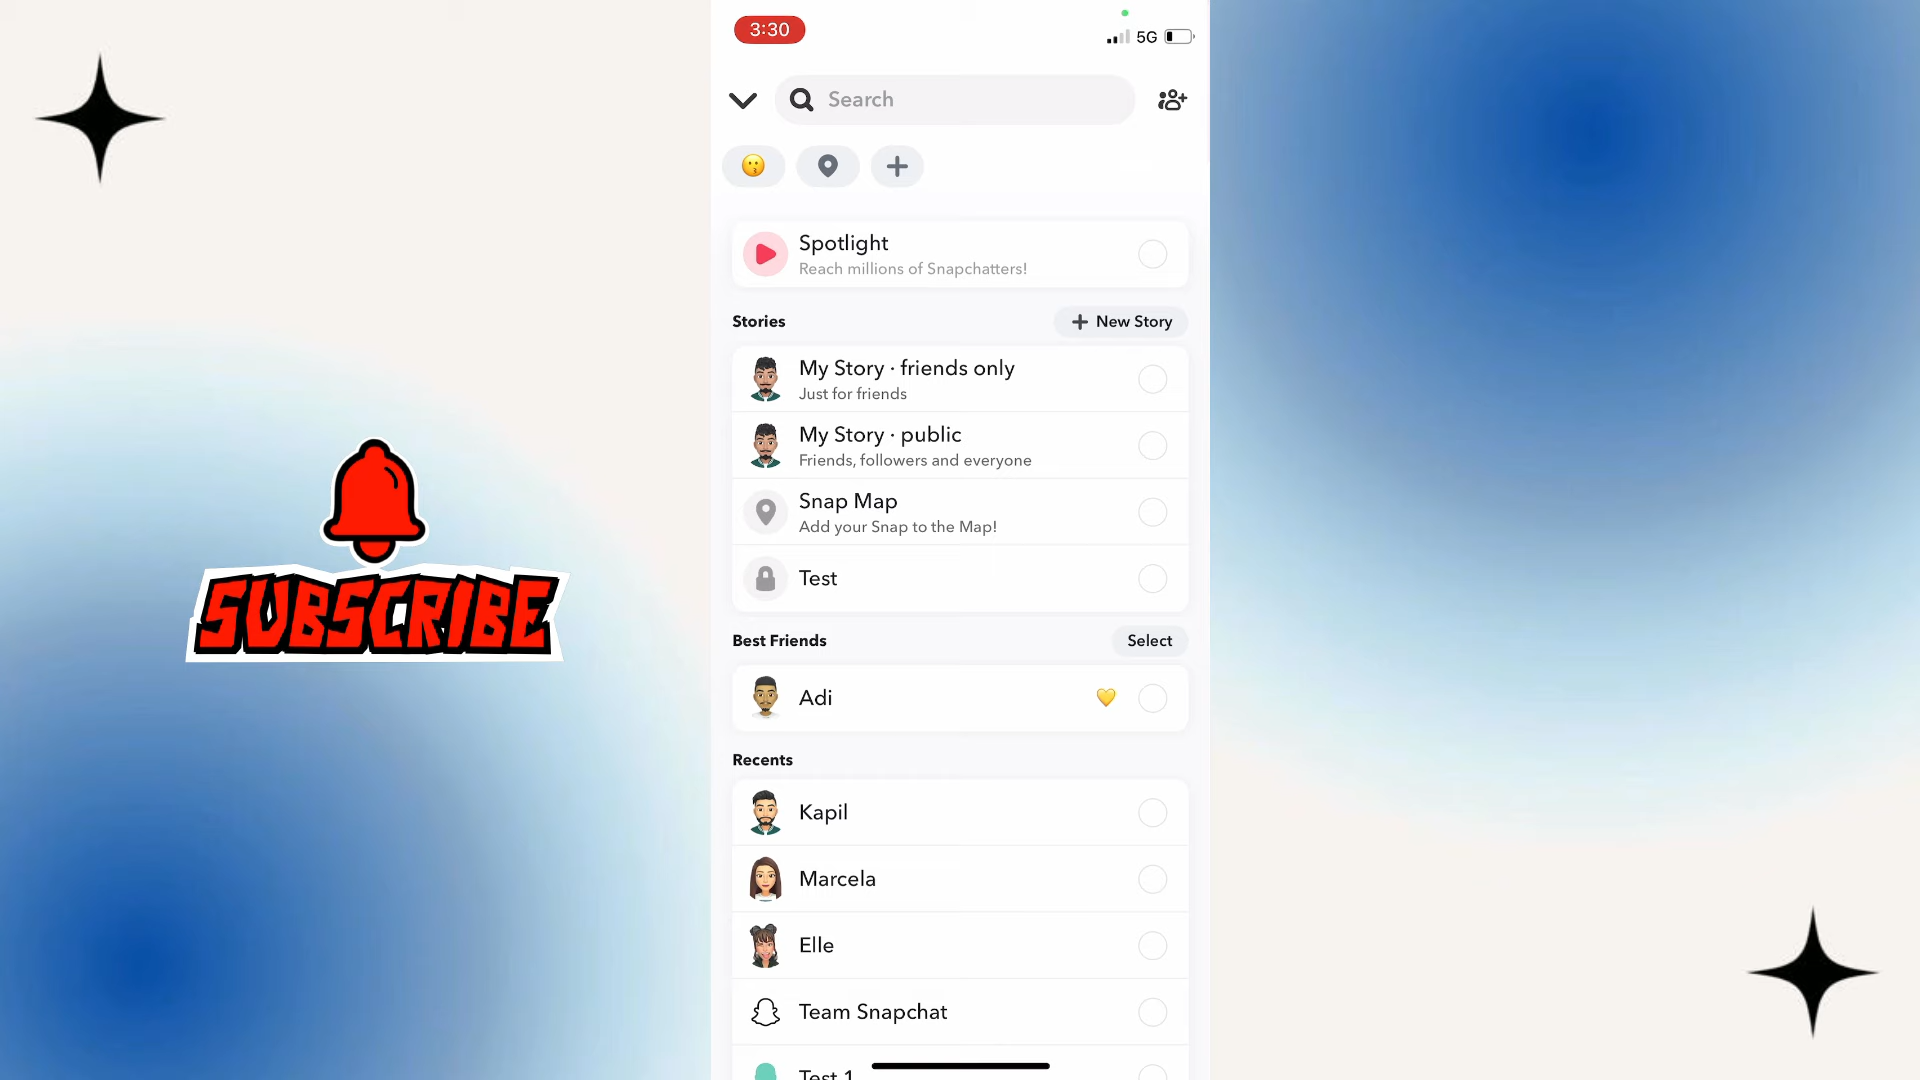 3:30
5G
Search
Spotlight
Reach millions of Snapchatters!
Stories
New Story
My Story · friends only
Just for friends
My Story · public
Friends, followers and everyone
Snap Map
Add your Snap to the Map!
Test
SUBSCRIBE
Best Friends
Select
Adi
Recents
Kapil
Marcela
Elle
Team Snapchat
Test 1